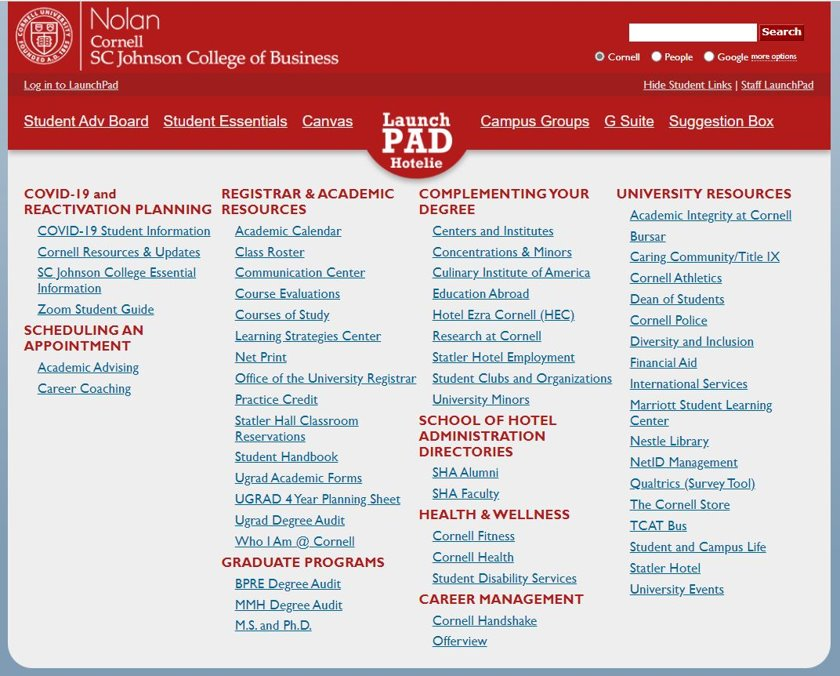 CORNELL UNIVERSITY
FOUNDED A.D. 1865
Nolan
Cornell
SC Johnson College of Business
Search
Cornell People Google more options
Log in to LaunchPad
Hide Student Links | Staff LaunchPad
Student Adv Board Student Essentials Canvas
Launch
PAD
Hotelie
Campus Groups G Suite Suggestion Box
COVID-19 and
REACTIVATION PLANNING
COVID-19 Student Information
Cornell Resources & Updates
SC Johnson College Essential
Information
Zoom Student Guide
SCHEDULING AN
APPOINTMENT
Academic Advising
Career Coaching
REGISTRAR & ACADEMIC
RESOURCES
Academic Calendar
Class Roster
Communication Center
Course Evaluations
Courses of Study
Learning Strategies Center
Net Print
Office of the University Registrar
Practice Credit
Statler Hall Classroom
Reservations
Student Handbook
Ugrad Academic Forms
UGRAD 4 Year Planning Sheet
Ugrad Degree Audit
Who I Am @ Cornell
GRADUATE PROGRAMS
BPRE Degree Audit
MMH Degree Audit
M.S. and Ph.D.
COMPLEMENTING YOUR
DEGREE
Centers and Institutes
Concentrations & Minors
Culinary Institute of America
Education Abroad
Hotel Ezra Cornell (HEC)
Research at Cornell
Statler Hotel Employment
Student Clubs and Organizations
University Minors
SCHOOL OF HOTEL
ADMINISTRATION
DIRECTORIES
SHA Alumni
SHA Faculty
HEALTH & WELLNESS
Cornell Fitness
Cornell Health
Student Disability Services
CAREER MANAGEMENT
Cornell Handshake
Offerview
UNIVERSITY RESOURCES
Academic Integrity at Cornell
Bursar
Caring Community/Title IX
Cornell Athletics
Dean of Students
Cornell Police
Diversity and Inclusion
Financial Aid
International Services
Marriott Student Learning
Center
Nestle Library
NetID Management
Qualtrics (Survey Tool)
The Cornell Store
TCAT Bus
Student and Campus Life
Statler Hotel
University Events